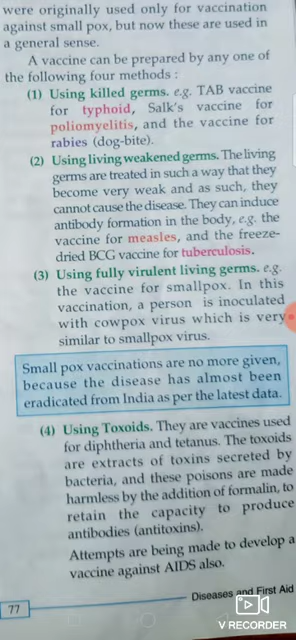 were originally used only for vaccination
against small pox, but now these are used in
a general sense.
A vaccine can be prepared by any one of
the following four methods :
(1) Using killed germs. e.g. TAB vaccine
for typhoid, Salk's vaccine for
poliomyelitis, and the vaccine for
rabies (dog-bite).
(2) Using living weakened germs. The living
germs are treated in such a way that they
become very weak and as such, they
cannot cause the disease. They can induce
antibody formation in the body, e.g. the
vaccine for measles, and the freeze-
dried BCG vaccine for tuberculosis.
(3) Using fully virulent living germs. e.g.
the vaccine for smallpox. In this
vaccination, a person is inoculated
with cowpox virus which is very
similar to smallpox virus.
Small pox vaccinations are no more given,
because the disease has almost been
eradicated from India as per the latest data.
(4) Using Toxoids. They are vaccines used
for diphtheria and tetanus. The toxoids
are extracts of toxins secreted by
bacteria, and these poisons are made
harmless by the addition of formalin, to
retain the capacity to produce
antibodies (antitoxins).
Attempts are being made to develop a
vaccine against AIDS also.
Diseases and First Aid
77
V RECORDER